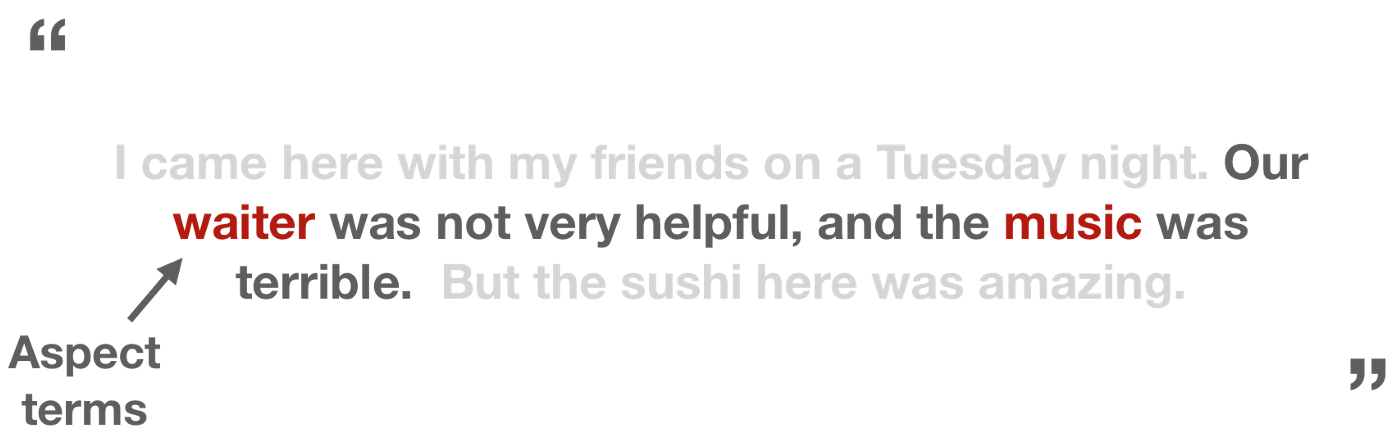 “
I came here with my friends on a Tuesday night. Our
waiter was not very helpful, and the music was
terrible. But the sushi here was amazing.
Aspect
terms
”